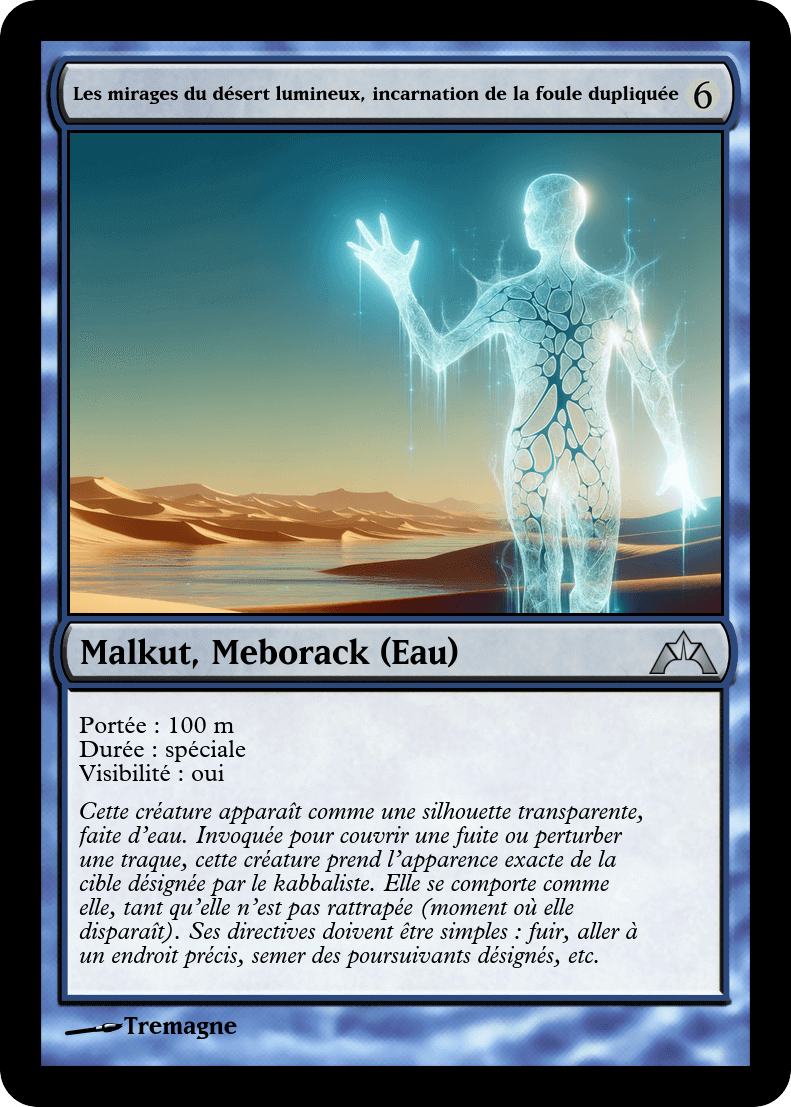 Les mirages du désert lumineux, incarnation de la foule dupliquée 6
Malkut, Meborack (Eau)
Portée : 100 m
Durée : spéciale
Visibilité : oui
Cette créature apparaît comme une silhouette transparente,
faite d'eau. Invoquée pour couvrir une fuite ou perturber
une traque, cette créature prend l'apparence exacte de la
cible désignée par le kabbaliste. Elle se comporte comme
elle, tant qu'elle n'est pas rattrapée (moment où elle
disparaît). Ses directives doivent être simples : fuir, aller à
un endroit précis, semer des poursuivants désignés, etc.
Tremagne